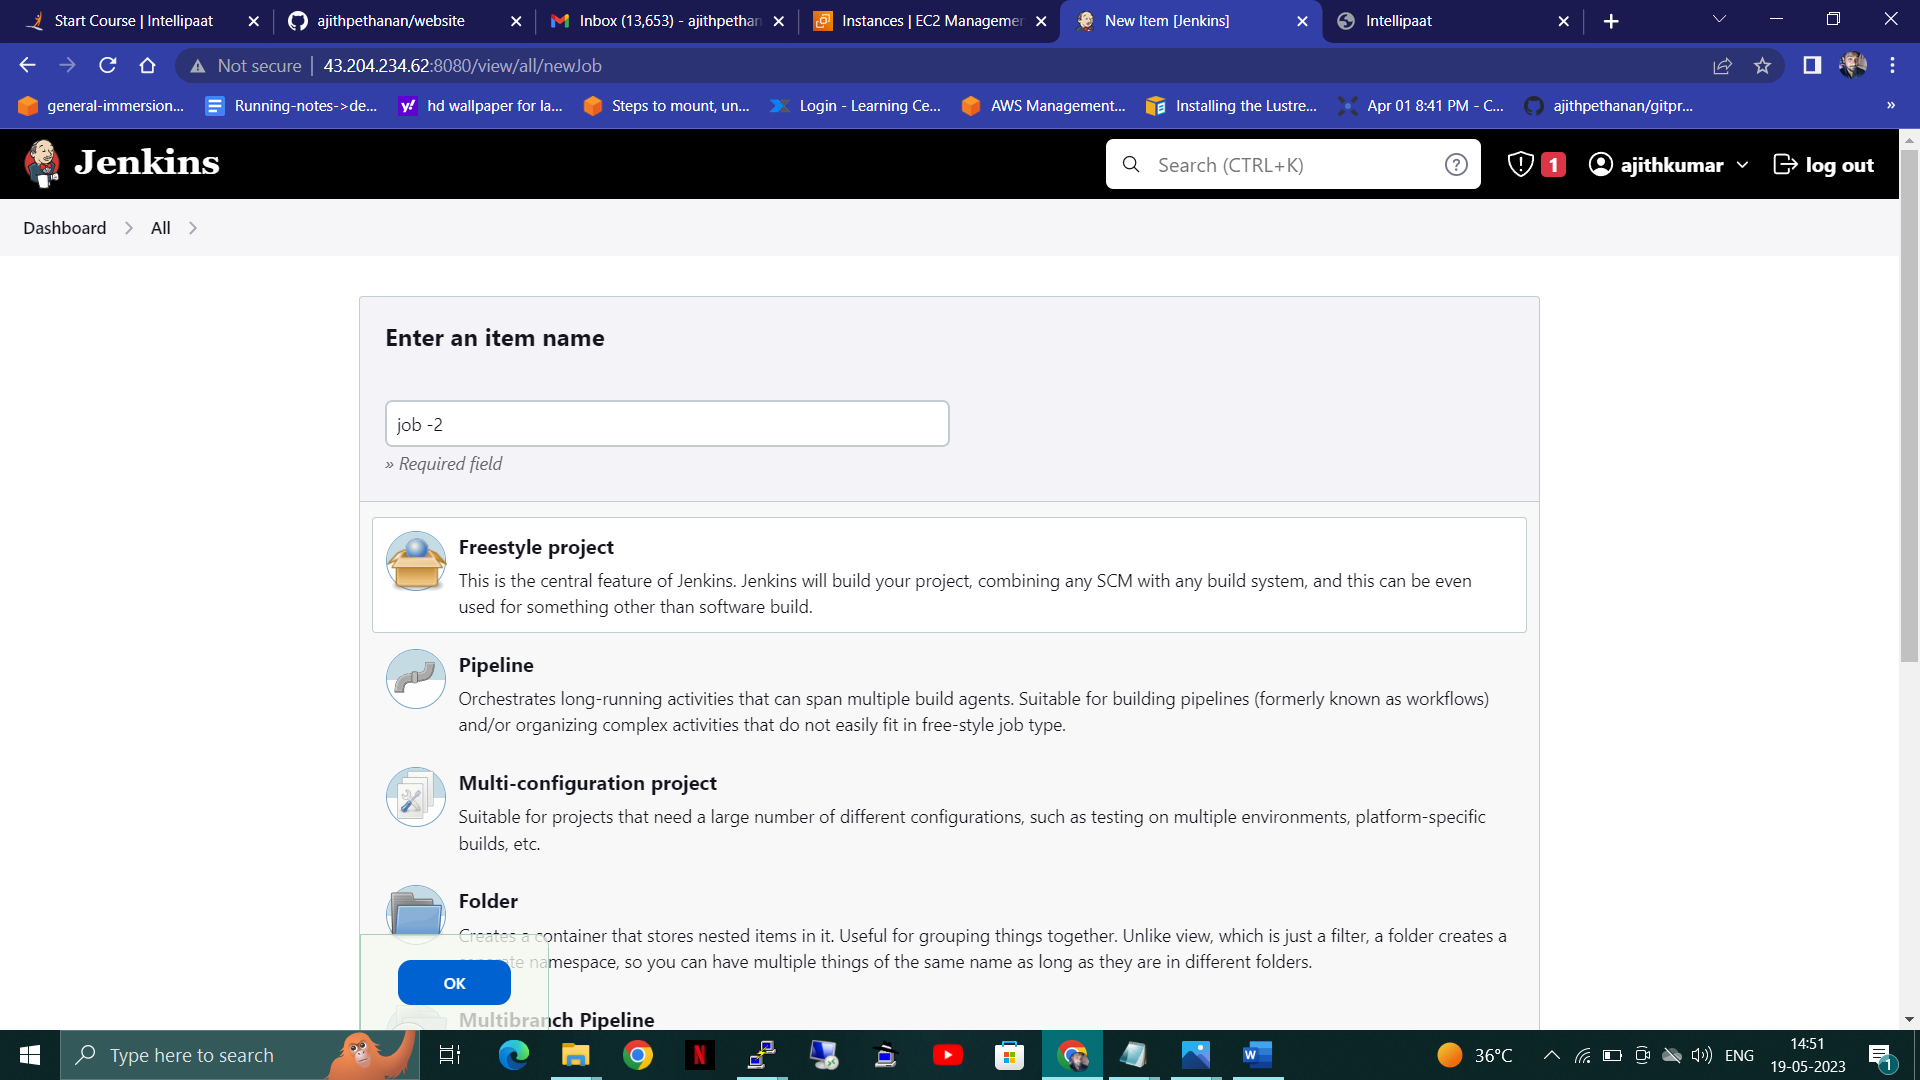 Start Course | Intellipaat
ajithpethanan/website
Inbox (13,653) - ajithpethan
Instances | EC2 Managemen
New Item [Jenkins]
Intellipaat
Not secure
43.204.234.62:8080/view/all/newJob
general-immersion...
Running-notes->de...
hd wallpaper for la...
Steps to mount, un...
Login - Learning Ce...
AWS Management...
Installing the Lustre...
Apr 01 8:41 PM - C...
ajithpethanan/gitpr...
»
Jenkins
Search (CTRL+K)
1
ajithkumar
log out
Dashboard
All
Enter an item name
job -2
» Required field
Freestyle project
This is the central feature of Jenkins. Jenkins will build your project, combining any SCM with any build system, and this can be even
used for something other than software build.
Pipeline
Orchestrates long-running activities that can span multiple build agents. Suitable for building pipelines (formerly known as workflows)
and/or organizing complex activities that do not easily fit in free-style job type.
Multi-configuration project
Suitable for projects that need a large number of different configurations, such as testing on multiple environments, platform-specific
builds, etc.
Folder
Creates a container that stores nested items in it. Useful for grouping things together. Unlike view, which is just a filter, a folder creates a
separate namespace, so you can have multiple things of the same name as long as they are in different folders.
OK
Multibranch Pipeline
Type here to search
36°C
ENG
14:51
19-05-2023
1